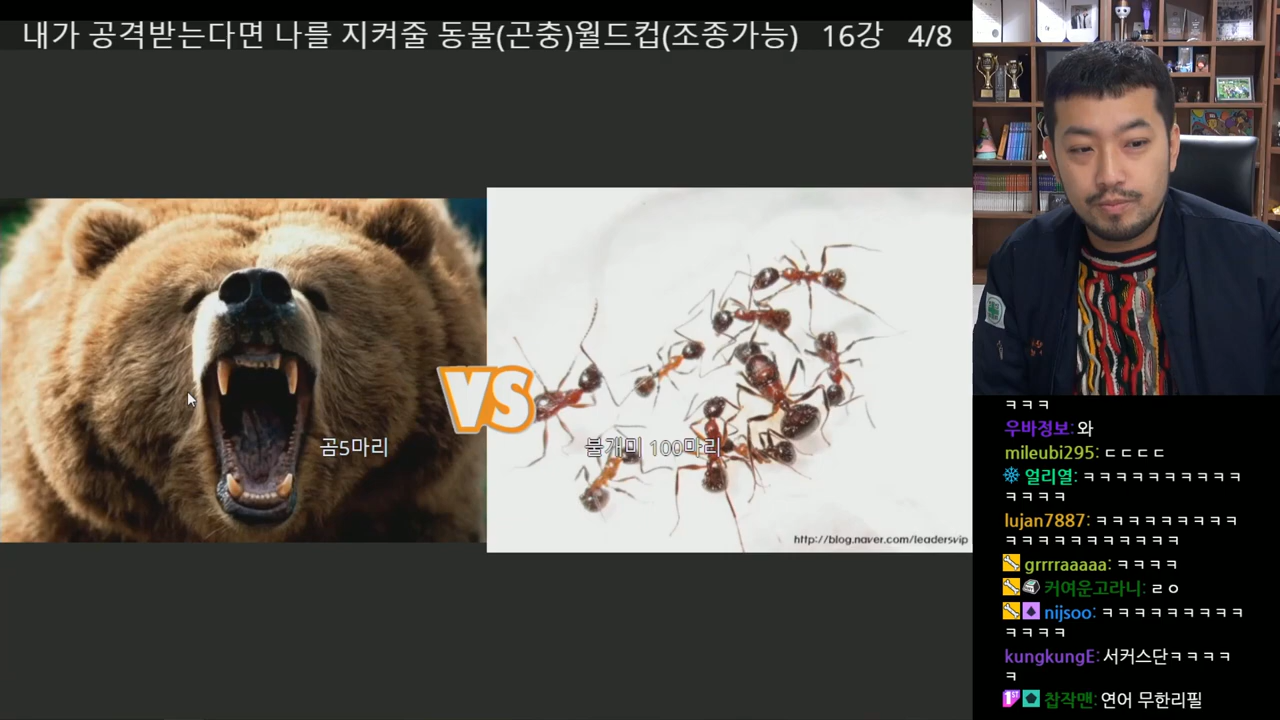 내가 공격받는다면 나를 지켜줄 동물(곤충)월드컵(조종가능) 16강 4/8
VS
곰5마리
불개미 100마리
http://blog.naver.com/leadersvip
ㅋㅋㅋ
우바정보: 와
mileubi295: ㄷㄷㄷㄷ
얼리열: ㅋㅋㅋㅋㅋㅋㅋㅋㅋㅋ
ㅋㅋㅋㅋ
lujan7887: ㅋㅋㅋㅋㅋㅋㅋㅋㅋ
ㅋㅋㅋㅋㅋㅋㅋㅋㅋㅋㅋ
grrrraaaaa: ㅋㅋㅋㅋ
커여운고라니: ㄹㅇ
nijsoo: ㅋㅋㅋㅋㅋㅋㅋㅋㅋ
ㅋㅋㅋㅋ
kungkungE: 서커스단ㅋㅋㅋㅋ
ㅋ
1ST 찹작맨: 연어 무한리필